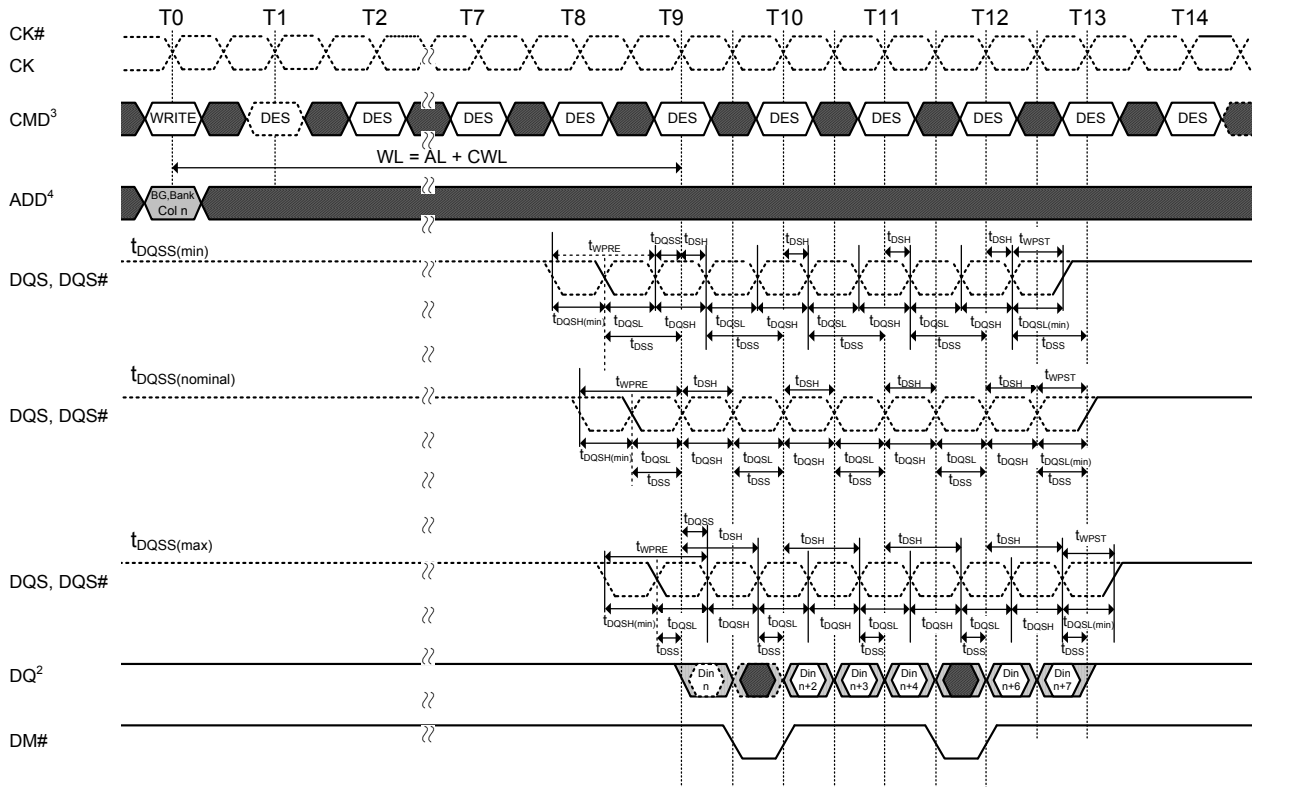 T0 T1 T2 T7 T8 T9 T10 T11 T12 T13 T14
CK#
CK
CMD3 WRITE DES DES DES DES DES DES DES DES DES DES
WL = AL + CWL
ADD4 BG,Bank
Col n
tDQSS(min) tWPRE tDQSS tDSH tDSH tDSH tDSH tWPST
DQS, DQS#
tDQSH(min) tDQSL tDQSH tDQSL tDQSH tDQSL tDQSH tDQSL tDQSH tDQSL(min)
tDSS tDSS tDSS tDSS tDSS
tDQSS(nominal) tWPRE tDSH tDSH tDSH tDSH tWPST
DQS, DQS#
tDQSH(min) tDQSL tDQSH tDQSL tDQSH tDQSL tDQSH tDQSL tDQSH tDQSL(min)
tDSS tDSS tDSS tDSS tDSS
tDQSS
tDQSS(max) tWPRE tDSH tDSH tDSH tDSH tWPST
DQS, DQS#
tDQSH(min) tDQSL tDQSH tDQSL tDQSH tDQSL tDQSH tDQSL tDQSH tDQSL(min)
tDSS tDSS tDSS tDSS tDSS
DQ2 Din Din Din Din Din Din
n n+2 n+3 n+4 n+6 n+7
DM#